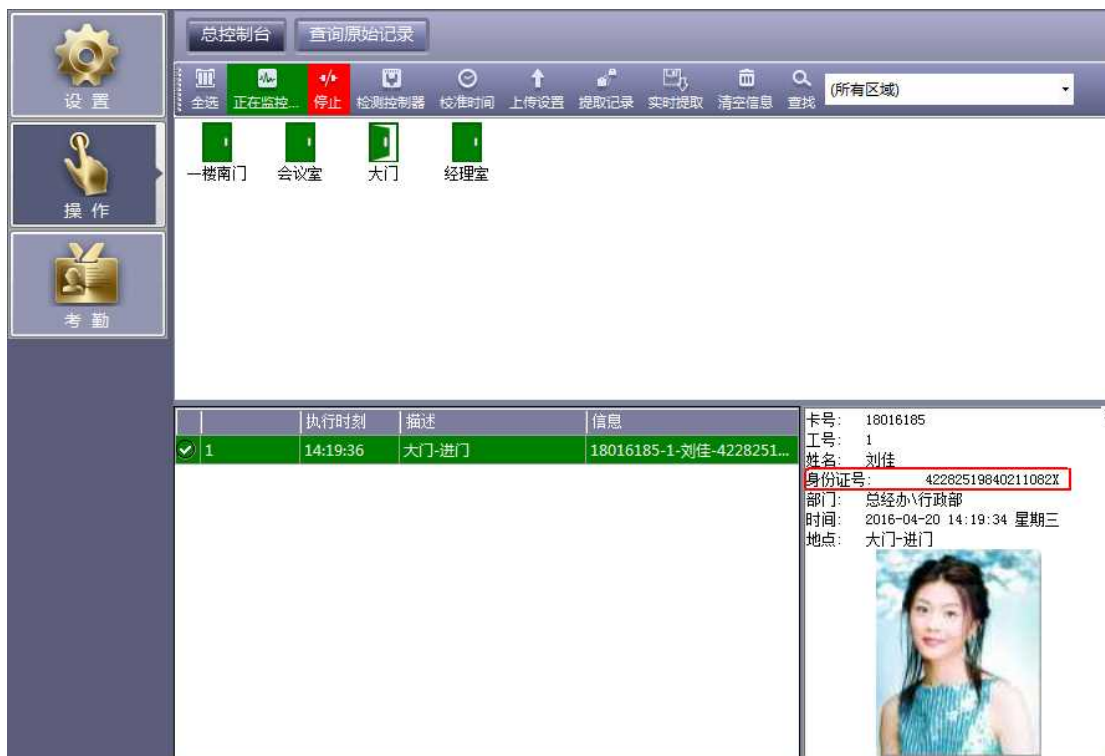 设置
操作
考勤
总控制台 查询原始记录
全选 正在监控... 停止 检测控制器 校准时间 上传设置 提取记录 实时提取 清空信息 查找 (所有区域)
一楼南门 会议室 大门 经理室
执行时刻 描述 信息
1 14:19:36 大门-进门 18016185-1-刘佳-4228251...
卡号: 18016185
工号: 1
姓名: 刘佳
身份证号: 42282519840211082X
部门: 总经办\行政部
时间: 2016-04-20 14:19:34 星期三
地点: 大门-进门